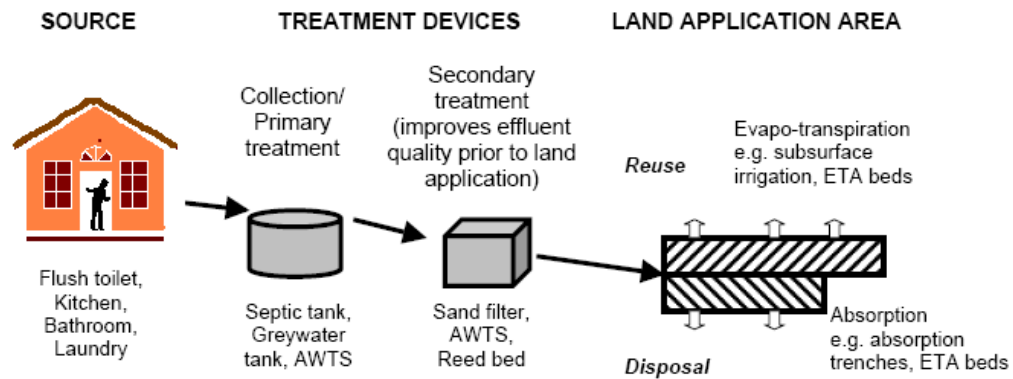 SOURCE
TREATMENT DEVICES
LAND APPLICATION AREA
Collection/
Primary
treatment
Secondary
treatment
(improves effluent
quality prior to land
application)
Reuse
Evapo-transpiration
e.g. subsurface
irrigation, ETA beds
Flush toilet,
Kitchen,
Bathroom,
Laundry
Septic tank,
Greywater
tank, AWTS
Sand filter,
AWTS,
Reed bed
Disposal
Absorption
e.g. absorption
trenches, ETA beds